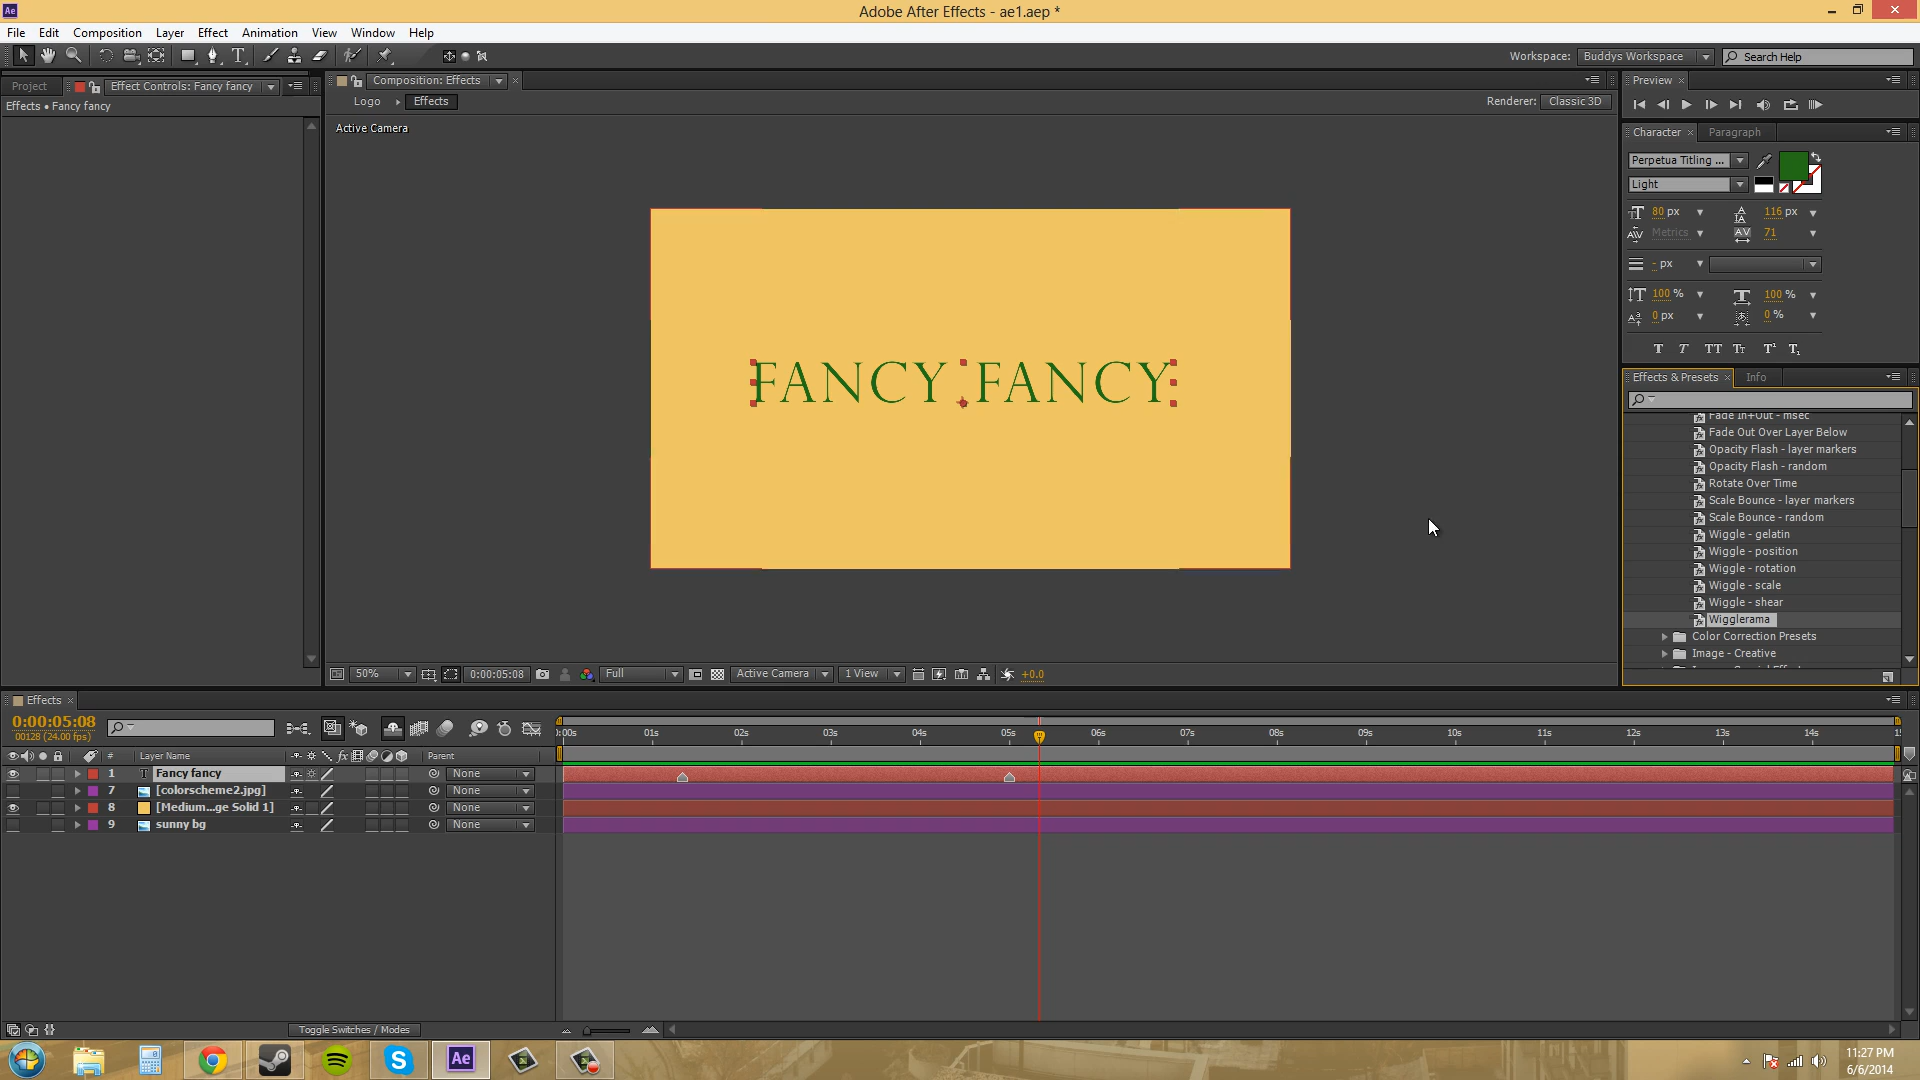 Adobe After Effects - ae1.aep *
File Edit Composition Layer Effect Animation View Window Help
Workspace: Buddys Workspace Search Help
Project Effect Controls: Fancy fancy
Effects • Fancy fancy
Composition: Effects
Logo Effects
Renderer: Classic 3D
Active Camera
FANCY FANCY
50% 0:00:05:08 Full Active Camera 1 View +0.0
Preview
Character Paragraph
Perpetua Titling ...
Light
80 px 116 px
Metrics 71
- px
100 % 100 %
0 px 0 %
T T TT Tt T¹ T₁
Effects & Presets Info
Fade In+Out - msec
Fade Out Over Layer Below
Opacity Flash - layer markers
Opacity Flash - random
Rotate Over Time
Scale Bounce - layer markers
Scale Bounce - random
Wiggle - gelatin
Wiggle - position
Wiggle - rotation
Wiggle - scale
Wiggle - shear
Wigglerama
Color Correction Presets
Image - Creative
Effects
0:00:05:08
00128 (24.00 fps)
:00s 01s 02s 03s 04s 05s 06s 07s 08s 09s 10s 11s 12s 13s 14s
# Layer Name Parent
1 T Fancy fancy None
7 [colorscheme2.jpg] None
8 [Medium...ge Solid 1] None
9 sunny bg None
Toggle Switches / Modes
Ae
11:27 PM
6/6/2014